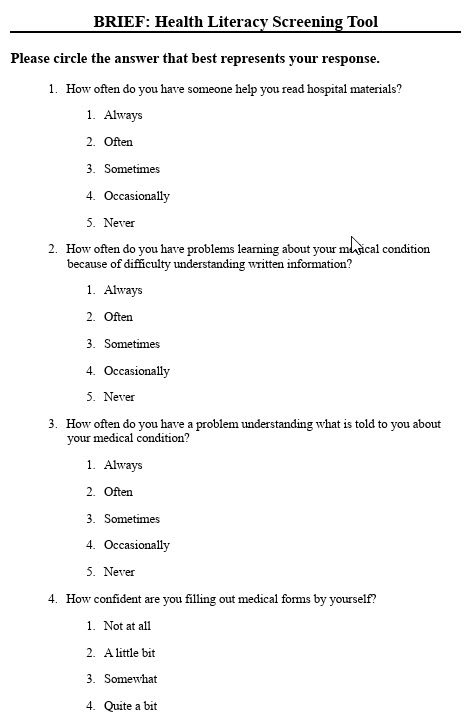 BRIEF: Health Literacy Screening Tool
Please circle the answer that best represents your response.
1. How often do you have someone help you read hospital materials?
1. Always
2. Often
3. Sometimes
4. Occasionally
5. Never
2. How often do you have problems learning about your medical condition
because of difficulty understanding written information?
1. Always
2. Often
3. Sometimes
4. Occasionally
5. Never
3. How often do you have a problem understanding what is told to you about
your medical condition?
1. Always
2. Often
3. Sometimes
4. Occasionally
5. Never
4. How confident are you filling out medical forms by yourself?
1. Not at all
2. A little bit
3. Somewhat
4. Quite a bit